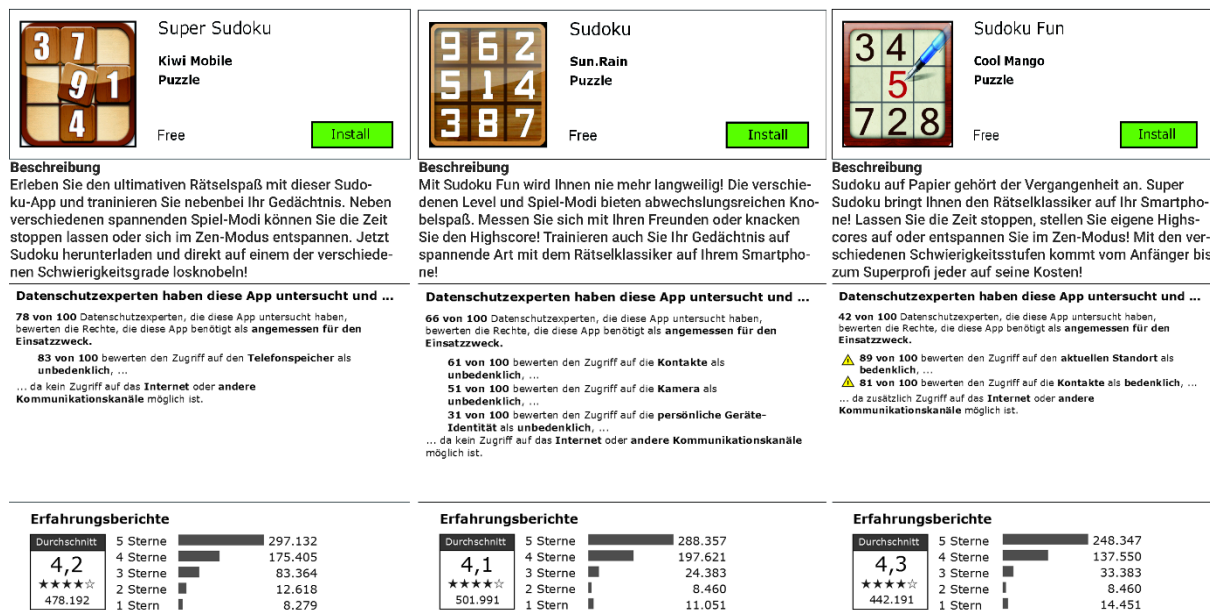 3 7
9 1
4
Super Sudoku
Kiwi Mobile
Puzzle
Free
Install
Beschreibung
Erleben Sie den ultimativen Rätselspaß mit dieser Sudo-
ku-App und traninieren Sie nebenbei Ihr Gedächtnis. Neben
verschiedenen spannenden Spiel-Modi können Sie die Zeit
stoppen lassen oder sich im Zen-Modus entspannen. Jetzt
Sudoku herunterladen und direkt auf einem der verschiede-
nen Schwierigkeitsgrade losknobeln!
Datenschutzexperten haben diese App untersucht und ...
78 von 100 Datenschutzexperten, die diese App untersucht haben,
bewerten die Rechte, die diese App benötigt als angemessen für den
Einsatzzweck.
83 von 100 bewerten den Zugriff auf den Telefonspeicher als
unbedenklich, ...
... da kein Zugriff auf das Internet oder andere
Kommunikationskanäle möglich ist.
Erfahrungsberichte
Durchschnitt
4,2
★★★★☆
478.192
5 Sterne 297.132
4 Sterne 175.405
3 Sterne 83.364
2 Sterne 12.618
1 Stern 8.279
9 6 2
5 1 4
3 8 7
Sudoku
Sun.Rain
Puzzle
Free
Install
Beschreibung
Mit Sudoku Fun wird Ihnen nie mehr langweilig! Die verschie-
denen Level und Spiel-Modi bieten abwechslungsreichen Kno-
belspaß. Messen Sie sich mit Ihren Freunden oder knacken
Sie den Highscore! Trainieren auch Sie Ihr Gedächtnis auf
spannende Art mit dem Rätselklassiker auf Ihrem Smartpho-
ne!
Datenschutzexperten haben diese App untersucht und ...
66 von 100 Datenschutzexperten, die diese App untersucht haben,
bewerten die Rechte, die diese App benötigt als angemessen für den
Einsatzzweck.
61 von 100 bewerten den Zugriff auf die Kontakte als
unbedenklich, ...
51 von 100 bewerten den Zugriff auf die Kamera als
unbedenklich, ...
31 von 100 bewerten den Zugriff auf die persönliche Geräte-
Identität als unbedenklich, ...
... da kein Zugriff auf das Internet oder andere Kommunikationskanäle
möglich ist.
Erfahrungsberichte
Durchschnitt
4,1
★★★★☆
501.991
5 Sterne 288.357
4 Sterne 197.621
3 Sterne 24.383
2 Sterne 8.460
1 Stern 11.051
3 4
5
7 2 8
Sudoku Fun
Cool Mango
Puzzle
Free
Install
Beschreibung
Sudoku auf Papier gehört der Vergangenheit an. Super
Sudoku bringt Ihnen den Rätselklassiker auf Ihr Smartpho-
ne! Lassen Sie die Zeit stoppen, stellen Sie eigene Highs-
cores auf oder entspannen Sie im Zen-Modus! Mit den ver-
schiedenen Schwierigkeitsstufen kommt vom Anfänger bis
zum Superprofi jeder auf seine Kosten!
Datenschutzexperten haben diese App untersucht und ...
42 von 100 Datenschutzexperten, die diese App untersucht haben,
bewerten die Rechte, die diese App benötigt als angemessen für den
Einsatzzweck.
89 von 100 bewerten den Zugriff auf den aktuellen Standort als
bedenklich, ...
81 von 100 bewerten den Zugriff auf die Kontakte als bedenklich, ...
... da zusätzlich Zugriff auf das Internet oder andere
Kommunikationskanäle möglich ist.
Erfahrungsberichte
Durchschnitt
4,3
★★★★☆
442.191
5 Sterne 248.347
4 Sterne 137.550
3 Sterne 33.383
2 Sterne 8.460
1 Stern 14.451